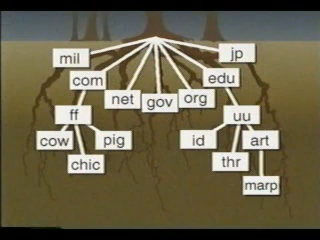 mil
jp
com
edu
net
gov
org
ff
uu
cow
pig
id
art
chic
thr
marp